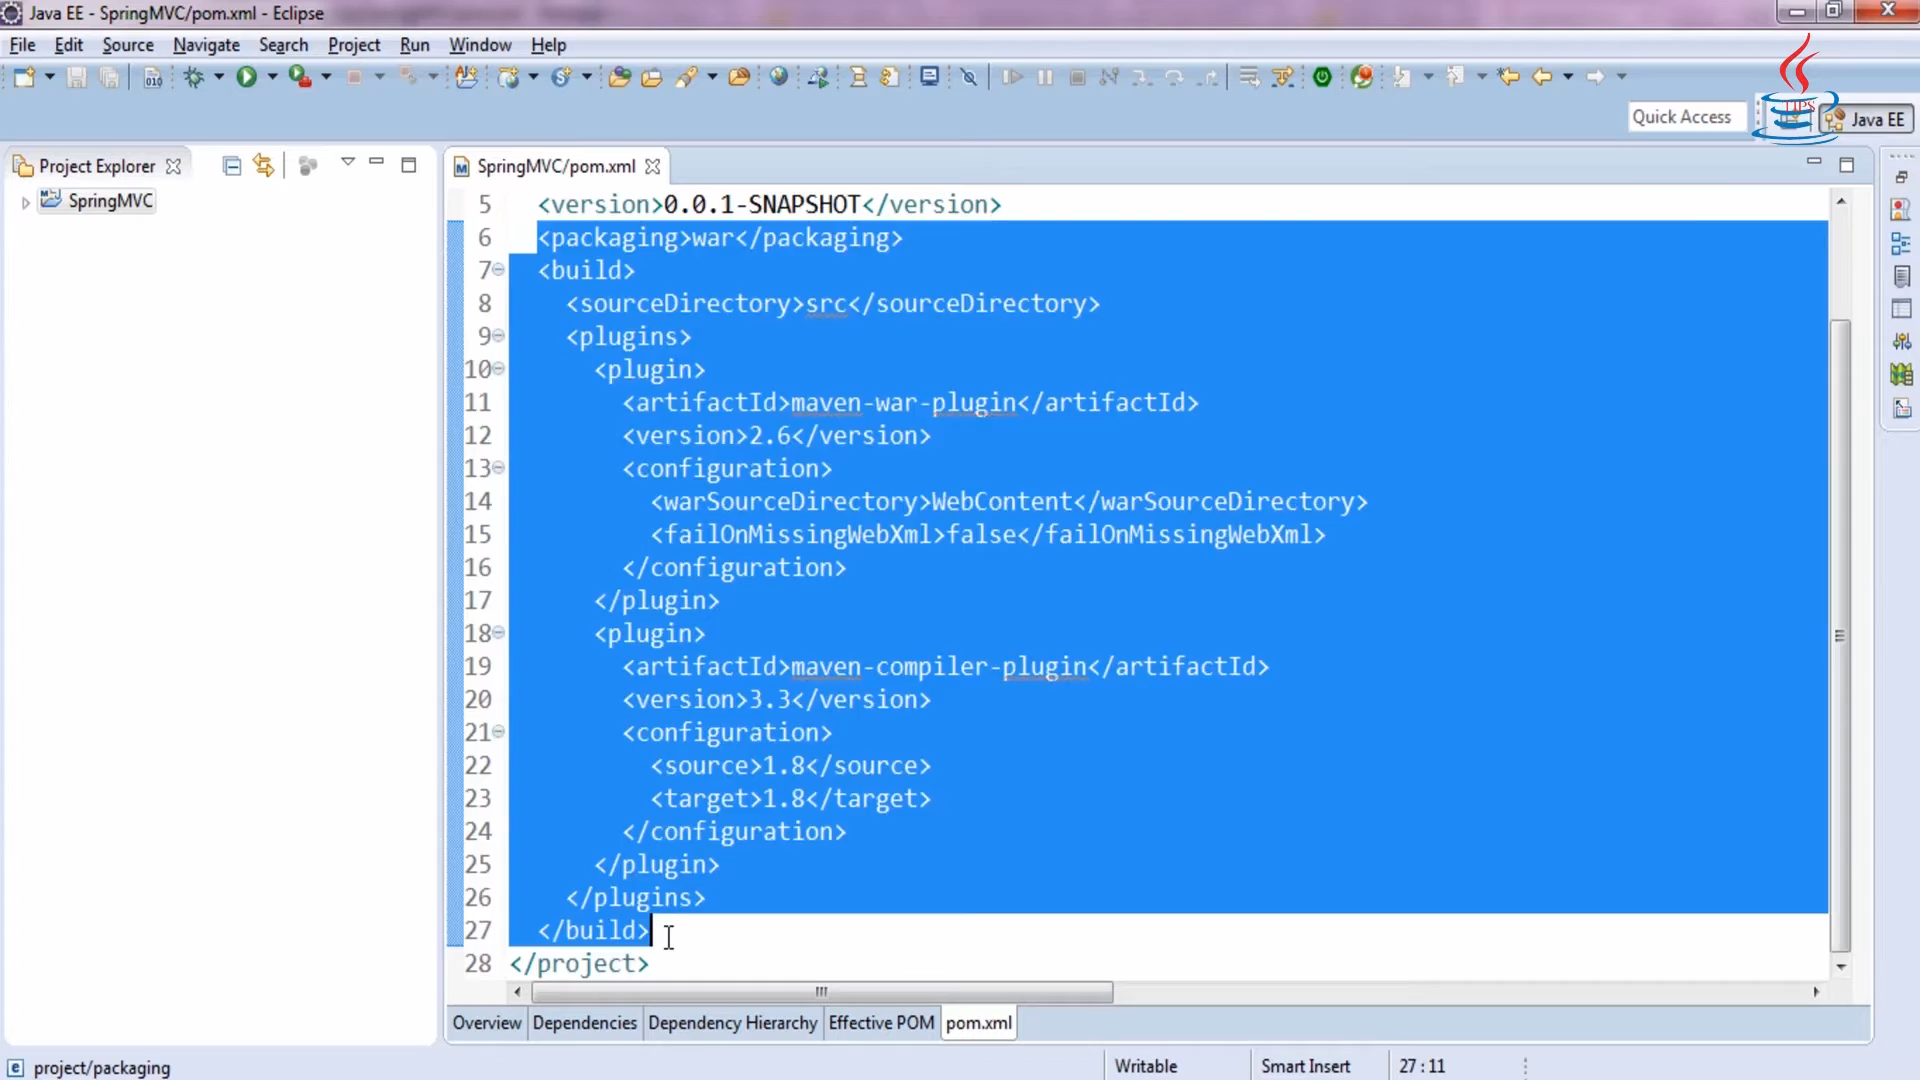 Java EE - SpringMVC/pom.xml - Eclipse
File Edit Source Navigate Search Project Run Window Help
010
Quick Access
TIPS
Java EE
Project Explorer
SpringMVC
SpringMVC/pom.xml
5 <version>0.0.1-SNAPSHOT</version>
6 <packaging>war</packaging>
7 <build>
8 <sourceDirectory>src</sourceDirectory>
9 <plugins>
10 <plugin>
11 <artifactId>maven-war-plugin</artifactId>
12 <version>2.6</version>
13 <configuration>
14 <warSourceDirectory>WebContent</warSourceDirectory>
15 <failOnMissingWebXml>false</failOnMissingWebXml>
16 </configuration>
17 </plugin>
18 <plugin>
19 <artifactId>maven-compiler-plugin</artifactId>
20 <version>3.3</version>
21 <configuration>
22 <source>1.8</source>
23 <target>1.8</target>
24 </configuration>
25 </plugin>
26 </plugins>
27 </build>
28 </project>
Overview Dependencies Dependency Hierarchy Effective POM pom.xml
project/packaging
Writable Smart Insert 27 : 11